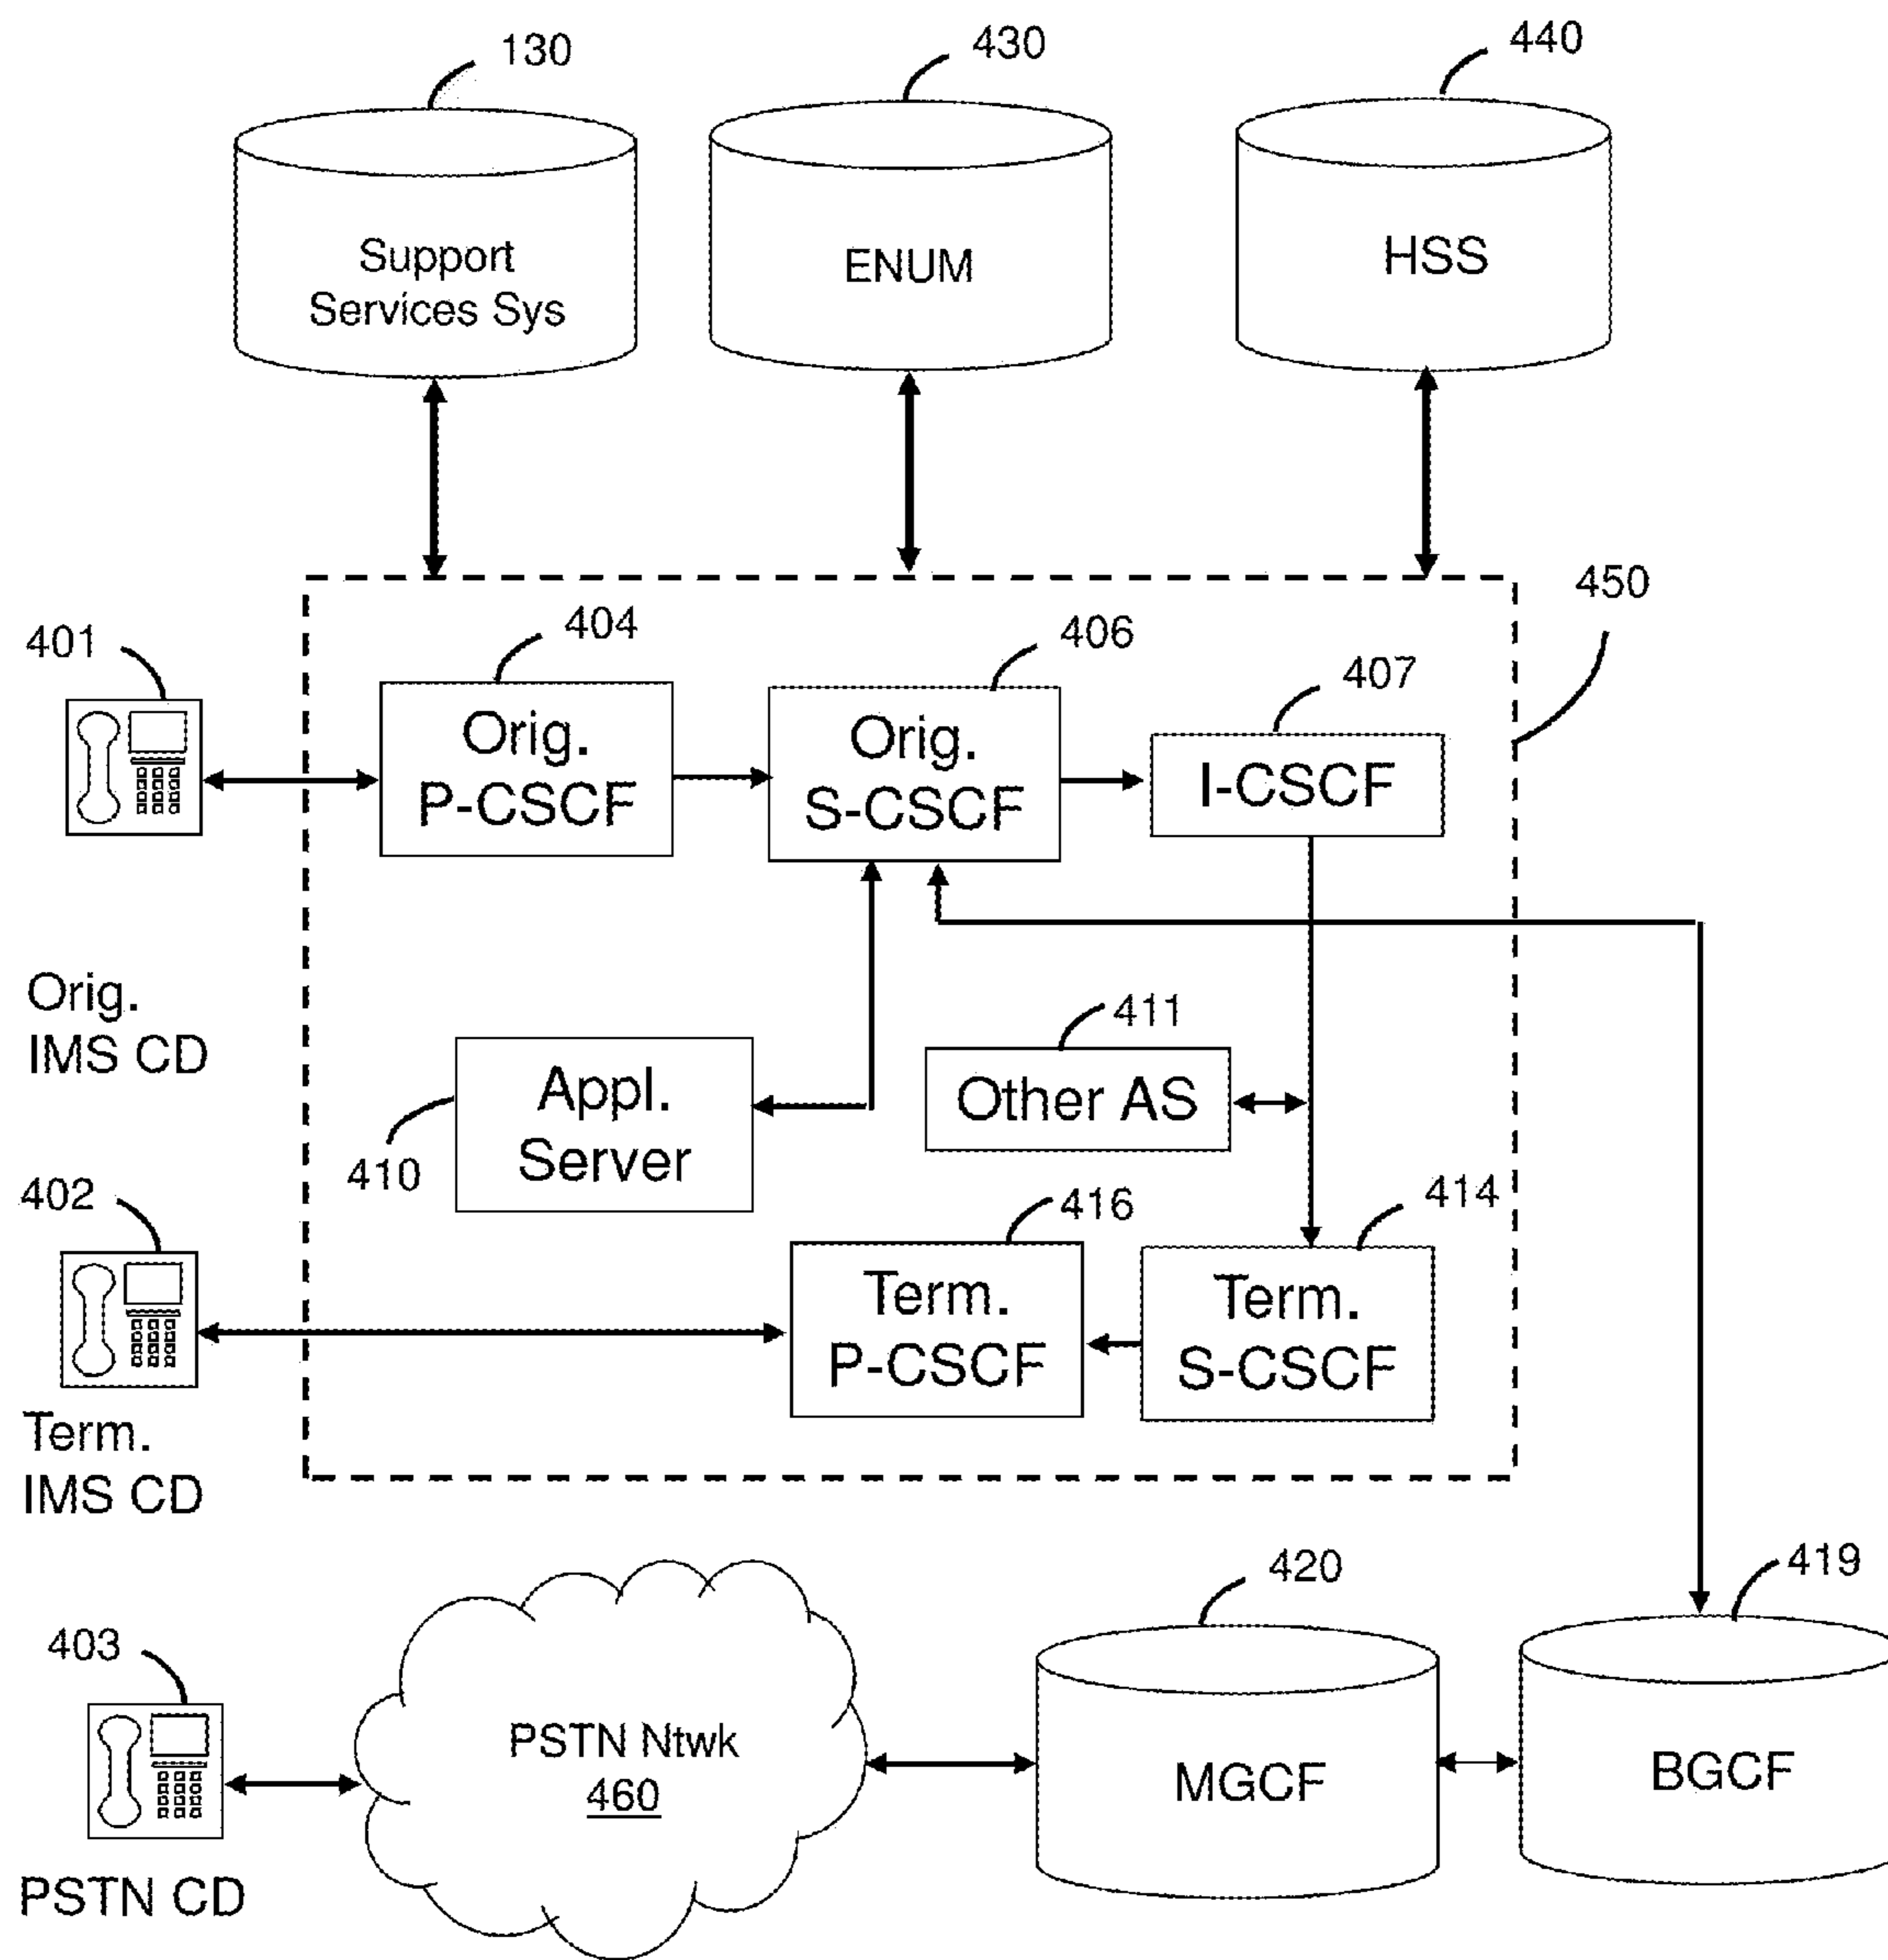 130
430
440
Support
Services Sys
ENUM
HSS
450
401
404
406
407
Orig.
P-CSCF
Orig.
S-CSCF
I-CSCF
Orig.
IMS CD
411
Other AS
Appl.
Server
410
402
416
414
Term.
P-CSCF
Term.
S-CSCF
Term.
IMS CD
420
419
403
PSTN Ntwk
460
MGCF
BGCF
PSTN CD